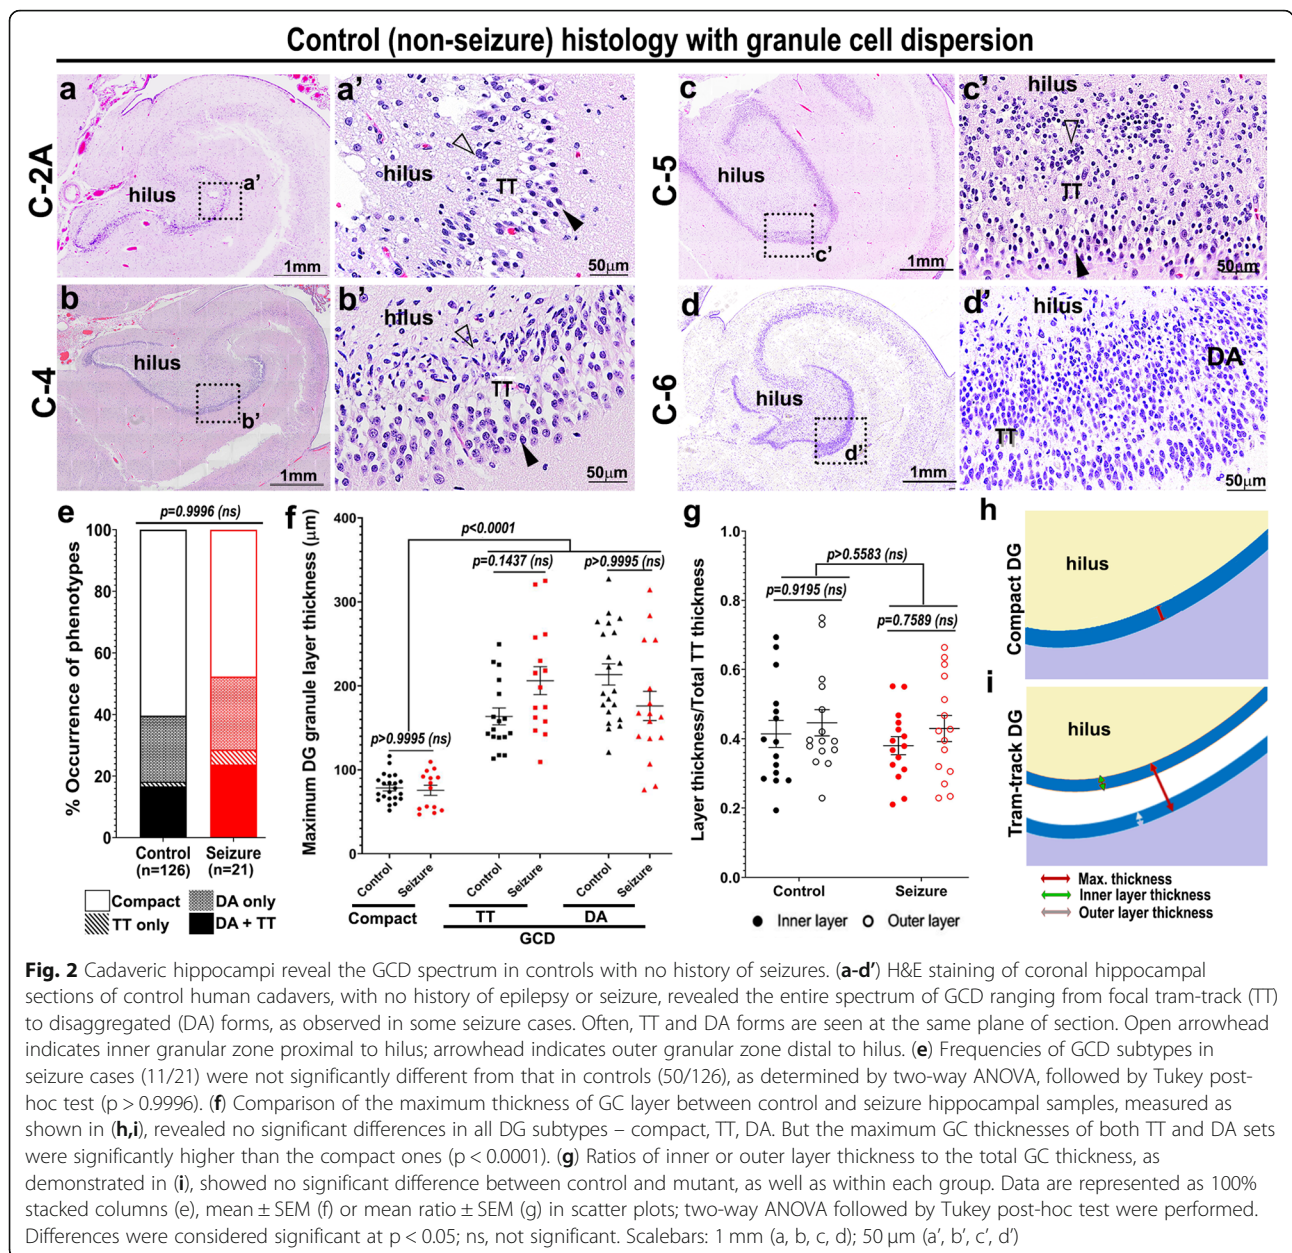 Control (non-seizure) histology with granule cell dispersion
C-2A
a
hilus
a’
1mm
a’
hilus
TT
50µm
C-5
c
hilus
c’
1mm
c’
hilus
TT
50µm
C-4
b
hilus
b’
1mm
b’
hilus
TT
50µm
C-6
d
hilus
d’
1mm
d’
hilus
DA
TT
50µm
e
p=0.9996 (ns)
% Occurrence of phenotypes
100
80
60
40
20
0
Control
(n=126)
Seizure
(n=21)
Compact
DA only
TT only
DA + TT
f
Maximum DG granule layer thickness (µm)
400
300
200
100
0
p<0.0001
p=0.1437 (ns)
p>0.9995 (ns)
p>0.9995 (ns)
Control
Seizure
Control
Seizure
Control
Seizure
Compact
TT
DA
GCD
g
Layer thickness/Total TT thickness
1.0
0.8
0.6
0.4
0.2
0.0
p>0.5583 (ns)
p=0.9195 (ns)
p=0.7589 (ns)
Control
Seizure
Inner layer
Outer layer
h
Compact DG
hilus
i
Tram-track DG
hilus
Max. thickness
Inner layer thickness
Outer layer thickness
Fig. 2 Cadaveric hippocampi reveal the GCD spectrum in controls with no history of seizures. (a-d’) H&E staining of coronal hippocampal
sections of control human cadavers, with no history of epilepsy or seizure, revealed the entire spectrum of GCD ranging from focal tram-track (TT)
to disaggregated (DA) forms, as observed in some seizure cases. Often, TT and DA forms are seen at the same plane of section. Open arrowhead
indicates inner granular zone proximal to hilus; arrowhead indicates outer granular zone distal to hilus. (e) Frequencies of GCD subtypes in
seizure cases (11/21) were not significantly different from that in controls (50/126), as determined by two-way ANOVA, followed by Tukey post-
hoc test (p > 0.9996). (f) Comparison of the maximum thickness of GC layer between control and seizure hippocampal samples, measured as
shown in (h,i), revealed no significant differences in all DG subtypes – compact, TT, DA. But the maximum GC thicknesses of both TT and DA sets
were significantly higher than the compact ones (p < 0.0001). (g) Ratios of inner or outer layer thickness to the total GC thickness, as
demonstrated in (i), showed no significant difference between control and mutant, as well as within each group. Data are represented as 100%
stacked columns (e), mean ± SEM (f) or mean ratio ± SEM (g) in scatter plots; two-way ANOVA followed by Tukey post-hoc test were performed.
Differences were considered significant at p < 0.05; ns, not significant. Scalebars: 1 mm (a, b, c, d); 50 µm (a’, b’, c’, d’)